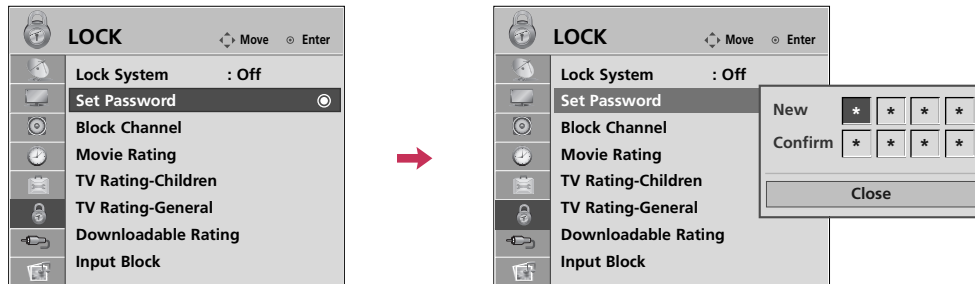 LOCK Move Enter
Lock System : Off
Set Password
Block Channel
Movie Rating
TV Rating-Children
TV Rating-General
Downloadable Rating
Input Block
LOCK Move Enter
Lock System : Off
Set Password
Block Channel
Movie Rating
TV Rating-Children
TV Rating-General
Downloadable Rating
Input Block
New * * * *
Confirm * * * *
Close